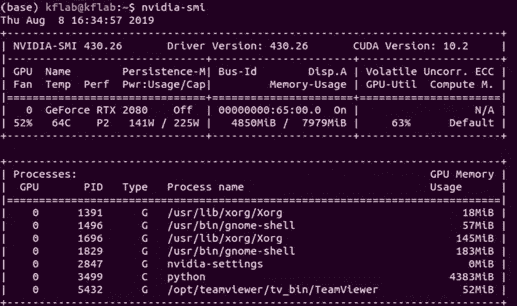 (base) kflab@kflab:~$ nvidia-smi
Thu Aug  8 16:34:57 2019
+-----------------------------------------------------------------------------+
| NVIDIA-SMI 430.26       Driver Version: 430.26       CUDA Version: 10.2     |
|-------------------------------+----------------------+----------------------+
| GPU  Name        Persistence-M| Bus-Id        Disp.A | Volatile Uncorr. ECC |
| Fan  Temp  Perf  Pwr:Usage/Cap|         Memory-Usage | GPU-Util  Compute M. |
|===============================+======================+======================|
|   0  GeForce RTX 2080    Off  | 00000000:65:00.0  On |                  N/A |
| 52%   64C    P2   141W / 225W |   4850MiB /  7979MiB |     63%      Default |
+-------------------------------+----------------------+----------------------+
+-----------------------------------------------------------------------------+
| Processes:                                                       GPU Memory |
|  GPU       PID   Type   Process name                             Usage      |
|=============================================================================|
|    0      1391      G   /usr/lib/xorg/Xorg                            18MiB |
|    0      1496      G   /usr/bin/gnome-shell                          57MiB |
|    0      1696      G   /usr/lib/xorg/Xorg                           145MiB |
|    0      1829      G   /usr/bin/gnome-shell                         183MiB |
|    0      2847      G   nvidia-settings                                0MiB |
|    0      3499      C   python                                      4383MiB |
|    0      5432      G   /opt/teamviewer/tv_bin/TeamViewer             52MiB |
+-----------------------------------------------------------------------------+